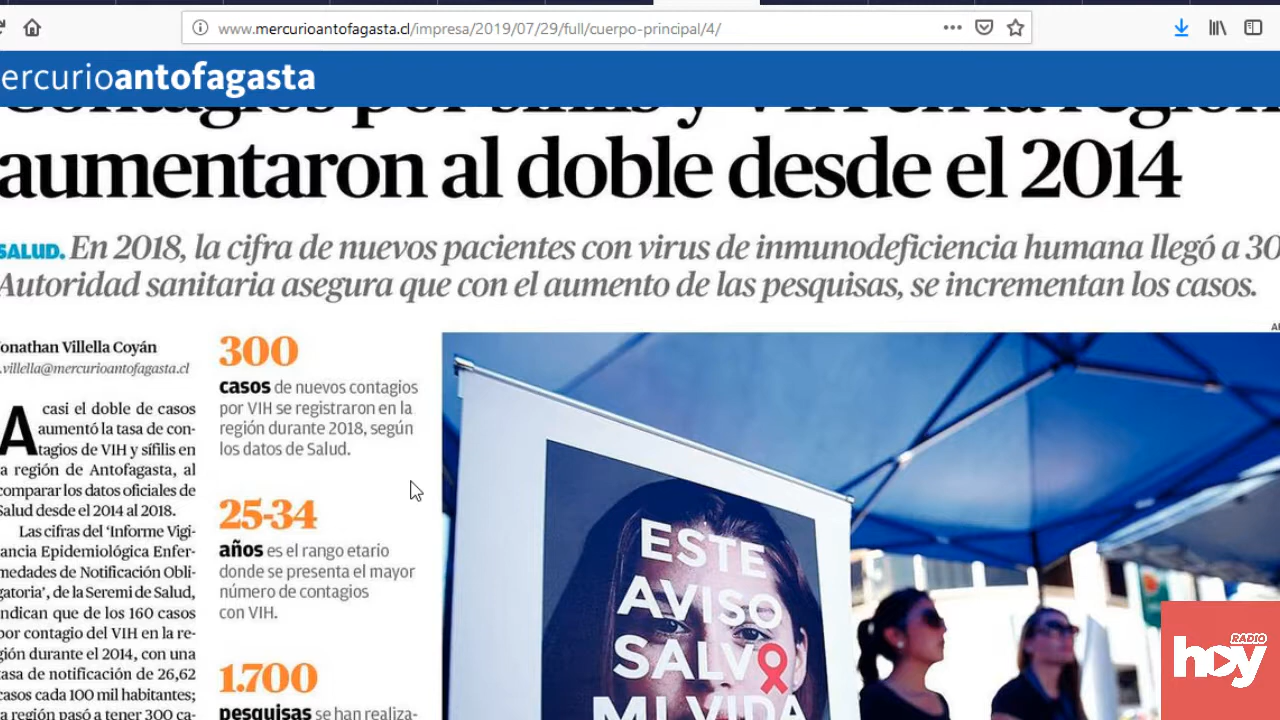 www.mercurioantofagasta.cl/impresa/2019/07/29/full/cuerpo-principal/4/
ercurioantofagasta
aumentaron al doble desde el 2014
SALUD. En 2018, la cifra de nuevos pacientes con virus de inmunodeficiencia humana llegó a 30
Autoridad sanitaria asegura que con el aumento de las pesquisas, se incrementan los casos.
onathan Villella Coyán
.villella@mercurioantofagasta.cl
A casi el doble de casos
aumentó la tasa de con-
tagios de VIH y sífilis en
a región de Antofagasta, al
comparar los datos oficiales de
Salud desde el 2014 al 2018.
Las cifras del 'Informe Vigi-
ancia Epidemiológica Enfer-
medades de Notificación Obli-
gatoria', de la Seremi de Salud,
ndican que de los 160 casos
por contagio del VIH en la re-
gión durante el 2014, con una
tasa de notificación de 26,62
casos cada 100 mil habitantes;
a región pasó a tener 300 ca-
300
casos de nuevos contagios
por VIH se registraron en la
región durante 2018, según
los datos de Salud.
25-34
años es el rango etario
donde se presenta el mayor
número de contagios
con VIH.
1.700
pesquisas se han realiza-
ESTE
AVISO
SALVO
MI VIDA
RADIO
hoy